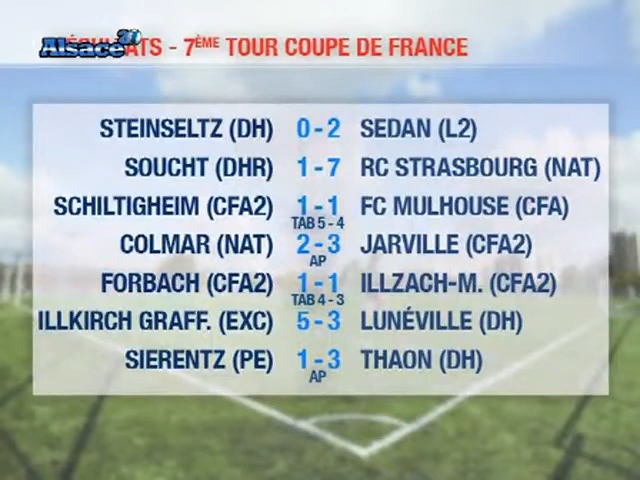 Alsace20
RÉSULTATS - 7ÈME TOUR COUPE DE FRANCE
STEINSELTZ (DH) 0 - 2 SEDAN (L2)
SOUCHT (DHR) 1 - 7 RC STRASBOURG (NAT)
SCHILTIGHEIM (CFA2) 1 - 1 FC MULHOUSE (CFA)
TAB 5 - 4
COLMAR (NAT) 2 - 3 JARVILLE (CFA2)
AP
FORBACH (CFA2) 1 - 1 ILLZACH-M. (CFA2)
TAB 4 - 3
ILLKIRCH GRAFF. (EXC) 5 - 3 LUNÉVILLE (DH)
SIERENTZ (PE) 1 - 3 THAON (DH)
AP